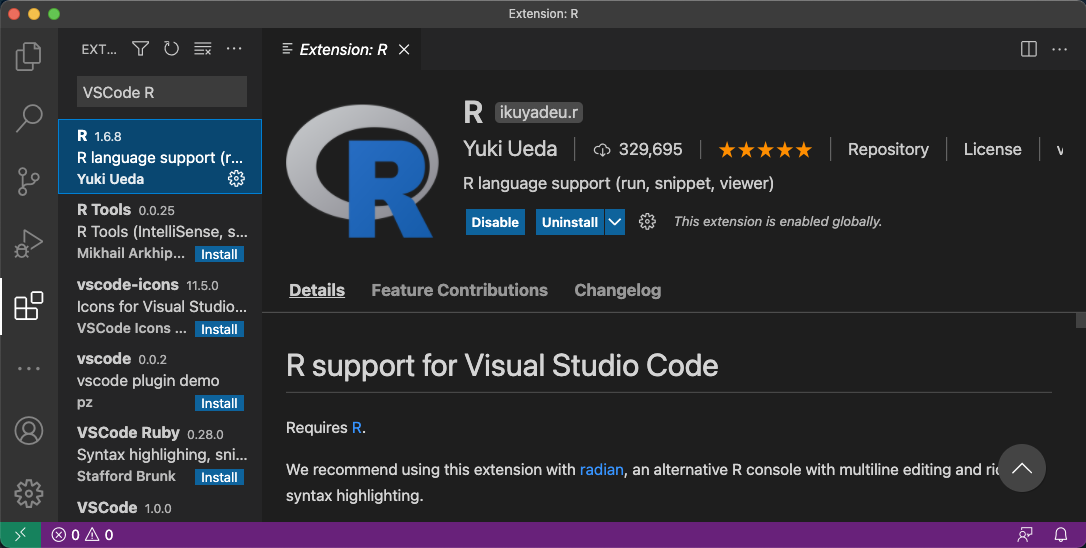 Extension: R
EXT...
Extension: R
VSCode R
R 1.6.8
R language support (r...
Yuki Ueda
R Tools 0.0.25
R Tools (IntelliSense, s...
Mikhail Arkhip... Install
vscode-icons 11.5.0
Icons for Visual Studio...
VSCode Icons ... Install
vscode 0.0.2
vscode plugin demo
pz Install
VSCode Ruby 0.28.0
Syntax highlighing, sni...
Stafford Brunk Install
VSCode 1.0.0
R
R ikuyadeu.r
Yuki Ueda 329,695 Repository License
R language support (run, snippet, viewer)
Disable Uninstall This extension is enabled globally.
Details Feature Contributions Changelog
R support for Visual Studio Code
Requires R.
We recommend using this extension with radian, an alternative R console with multiline editing and
syntax highlighting.
0 0